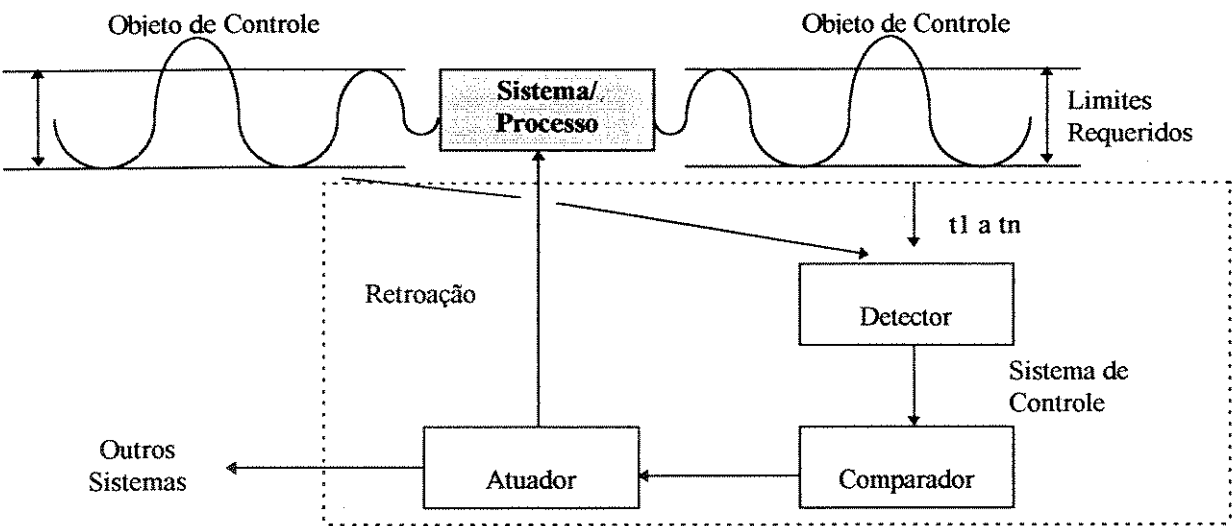 Objeto de Controle
Objeto de Controle
Sistema/
Processo
Limites
Requeridos
t1 a tn
Retroação
Detector
Sistema de
Controle
Outros
Sistemas
Atuador
Comparador